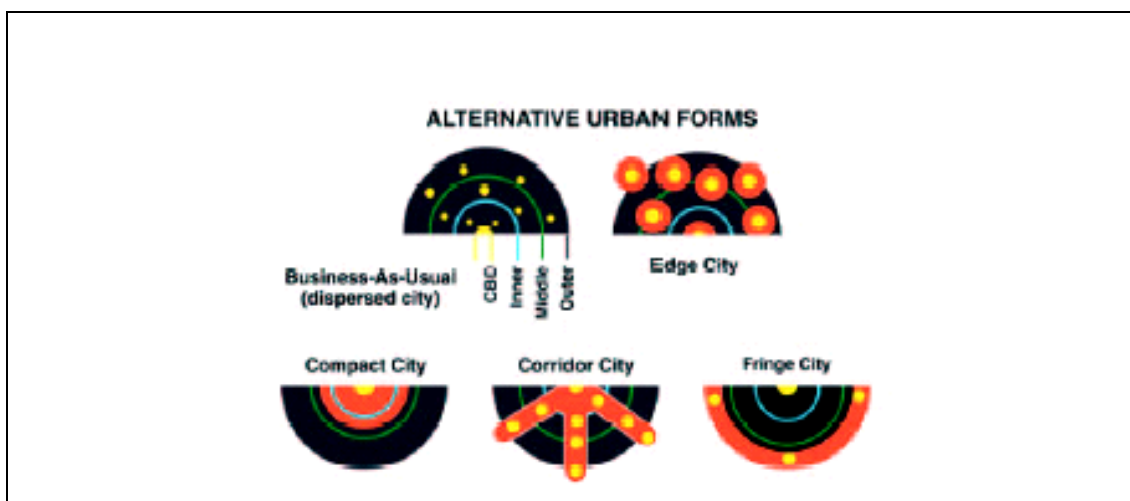 ALTERNATIVE URBAN FORMS
Business-As-Usual
(dispersed city)
CBD
Inner
Middle
Outer
Edge City
Compact City
Corridor City
Fringe City